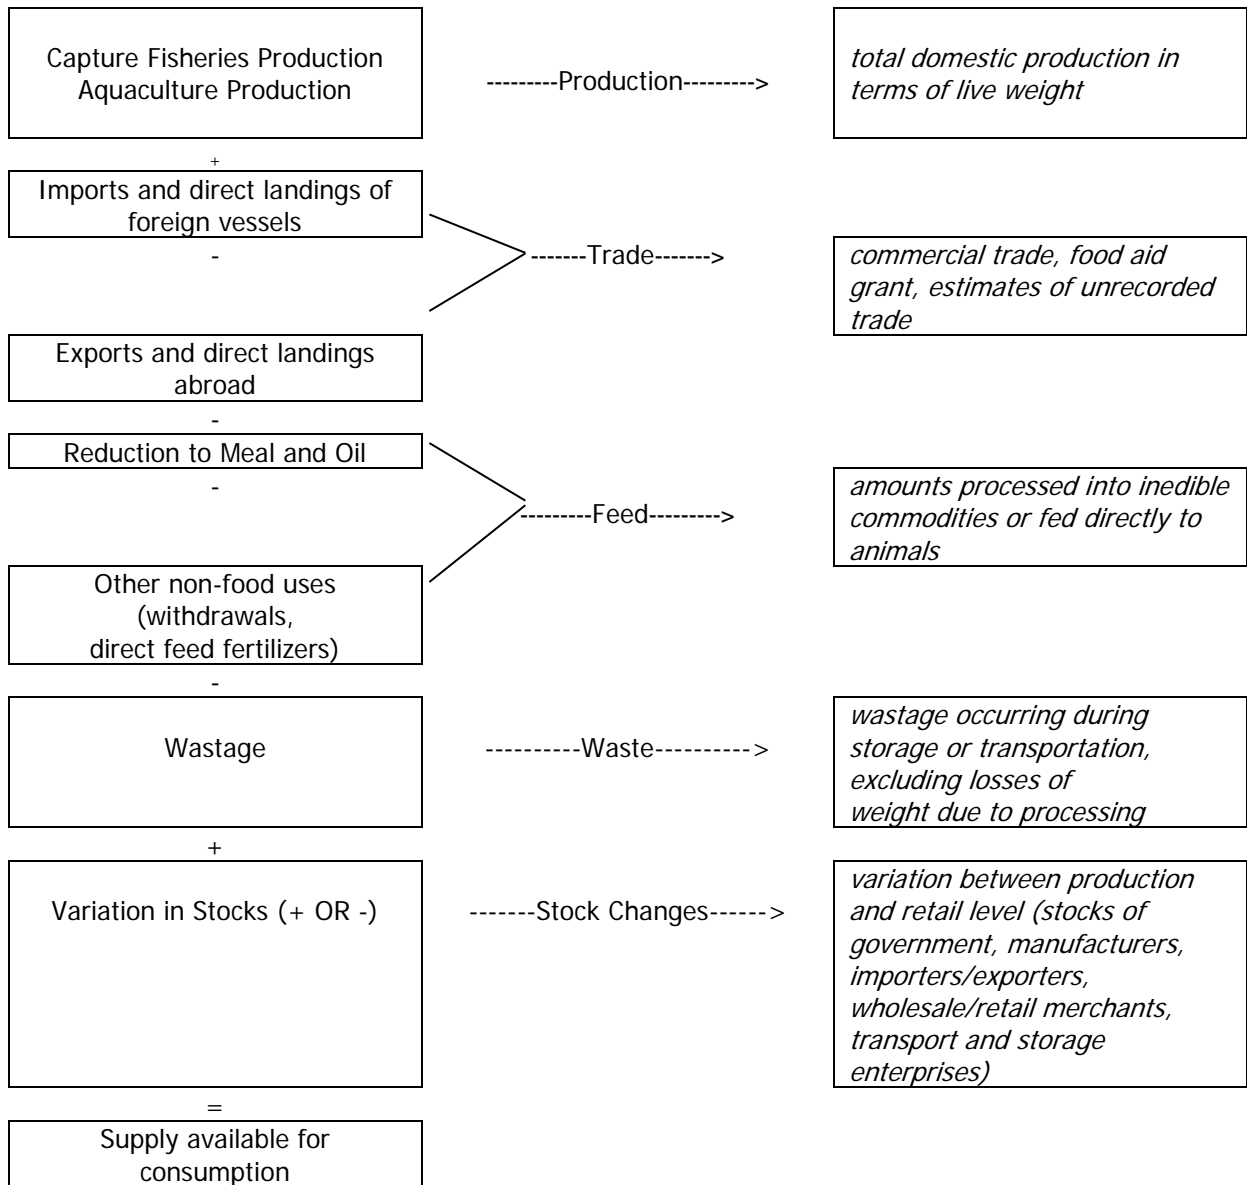 Capture Fisheries Production
Aquaculture Production
---------Production--------->
total domestic production in
terms of live weight
+
Imports and direct landings of
foreign vessels
-
-------Trade------->
commercial trade, food aid
grant, estimates of unrecorded
trade
Exports and direct landings
abroad
-
Reduction to Meal and Oil
-
---------Feed--------->
amounts processed into inedible
commodities or fed directly to
animals
Other non-food uses
(withdrawals,
direct feed fertilizers)
-
Wastage
----------Waste---------->
wastage occurring during
storage or transportation,
excluding losses of
weight due to processing
+
Variation in Stocks (+ OR -)
-------Stock Changes------>
variation between production
and retail level (stocks of
government, manufacturers,
importers/exporters,
wholesale/retail merchants,
transport and storage
enterprises)
=
Supply available for
consumption